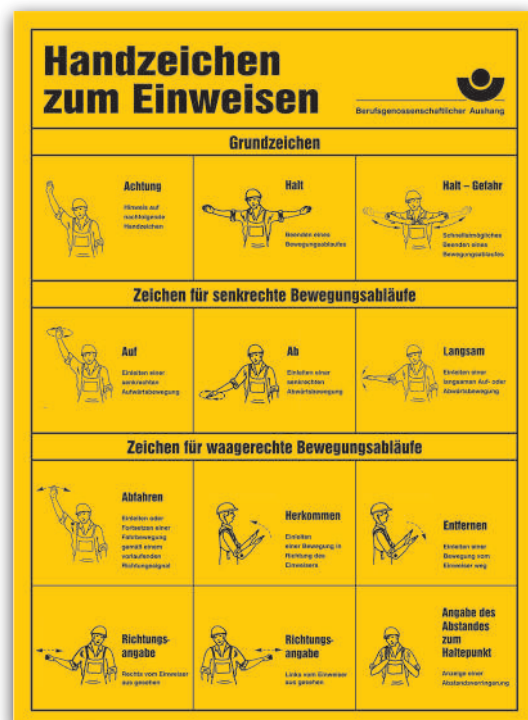 Handzeichen
zum Einweisen
Berufsgenossenschaftlicher Aushang
Grundzeichen
Achtung
Hinweis auf
nachfolgende
Handzeichen
Halt
Beenden eines
Bewegungsablaufes
Halt – Gefahr
Schnellstmögliches
Beenden eines
Bewegungsablaufes
Zeichen für senkrechte Bewegungsabläufe
Auf
Einleiten einer
senkrechten
Aufwärtsbewegung
Ab
Einleiten einer
senkrechten
Abwärtsbewegung
Langsam
Einleiten einer
langsamen Auf- oder
Abwärtsbewegung
Zeichen für waagerechte Bewegungsabläufe
Abfahren
Einleiten oder
Fortsetzen einer
Fahrbewegung
gemäß einem
vorlaufenden
Richtungssignal
Herkommen
Einleiten
einer Bewegung in
Richtung des
Einweisers
Entfernen
Einleiten einer
Bewegung vom
Einweiser weg
Richtungs-
angabe
Rechts vom Einweiser
aus gesehen
Richtungs-
angabe
Links vom Einweiser
aus gesehen
Angabe des
Abstandes
zum
Haltepunkt
Anzeige einer
Abstandsverringerung